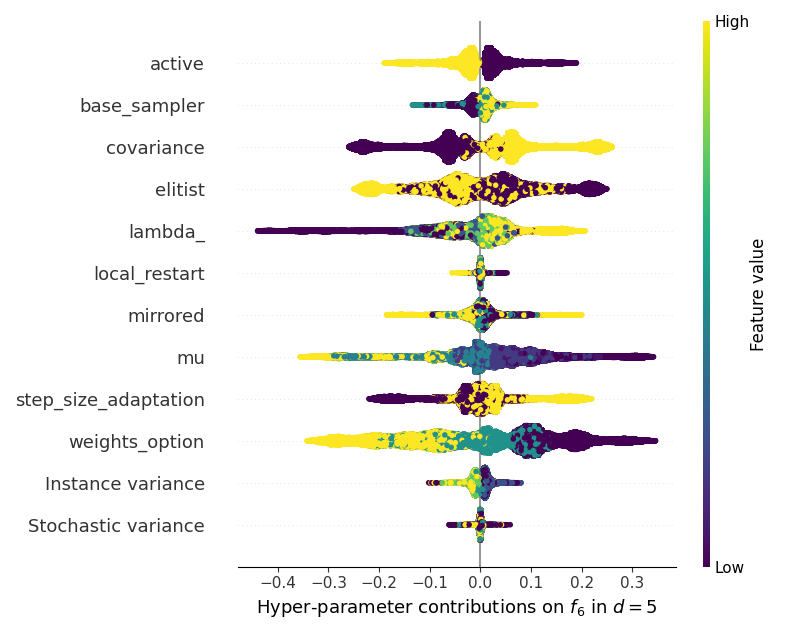 High
active
base_sampler
covariance
elitist
lambda_
local_restart
mirrored
mu
step_size_adaptation
weights_option
Instance variance
Stochastic variance
Feature value
Low
−0.4 −0.3 −0.2 −0.1 0.0 0.1 0.2 0.3
Hyper-parameter contributions on f₆ in d = 5